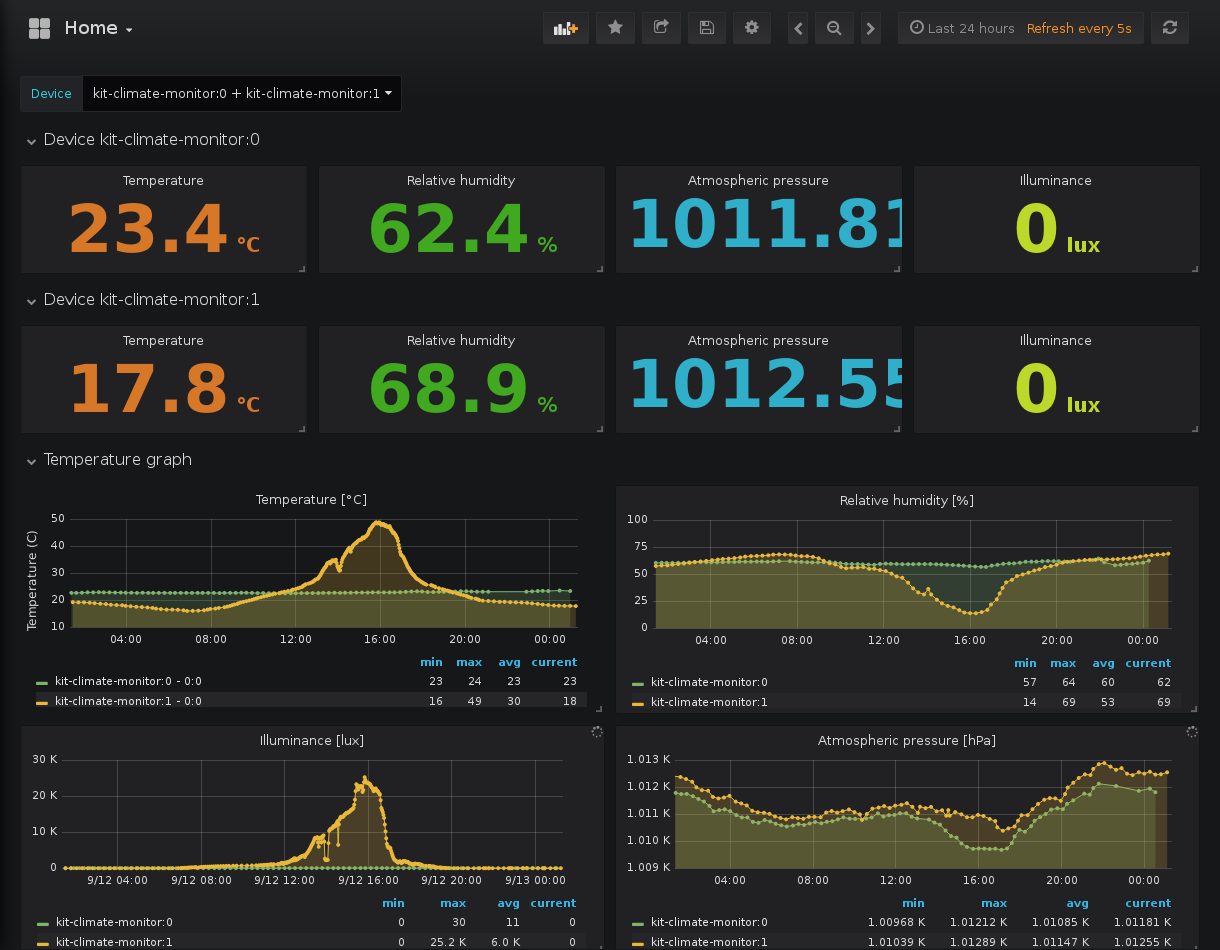 Home
Last 24 hours Refresh every 5s
Device kit-climate-monitor:0 + kit-climate-monitor:1
Device kit-climate-monitor:0
Temperature Relative humidity Atmospheric pressure Illuminance
23.4 °C 62.4 % 1011.81 0 lux
Device kit-climate-monitor:1
Temperature Relative humidity Atmospheric pressure Illuminance
17.8 °C 68.9 % 1012.55 0 lux
Temperature graph
Temperature [°C]
Temperature (C)
50
40
30
20
10
04:00 08:00 12:00 16:00 20:00 00:00
min max avg current
kit-climate-monitor:0 - 0:0 23 24 23 23
kit-climate-monitor:1 - 0:0 16 49 30 18
Relative humidity [%]
100
75
50
25
0
04:00 08:00 12:00 16:00 20:00 00:00
min max avg current
kit-climate-monitor:0 57 64 60 62
kit-climate-monitor:1 14 69 53 69
Illuminance [lux]
30 K
20 K
10 K
0
9/12 04:00 9/12 08:00 9/12 12:00 9/12 16:00 9/12 20:00 9/13 00:00
min max avg current
kit-climate-monitor:0 0 30 11 0
kit-climate-monitor:1 0 25.2 K 6.0 K 0
Atmospheric pressure [hPa]
1.013 K
1.012 K
1.011 K
1.010 K
1.009 K
04:00 08:00 12:00 16:00 20:00 00:00
min max avg current
kit-climate-monitor:0 1.00968 K 1.01212 K 1.01085 K 1.01181 K
kit-climate-monitor:1 1.01039 K 1.01289 K 1.01147 K 1.01255 K